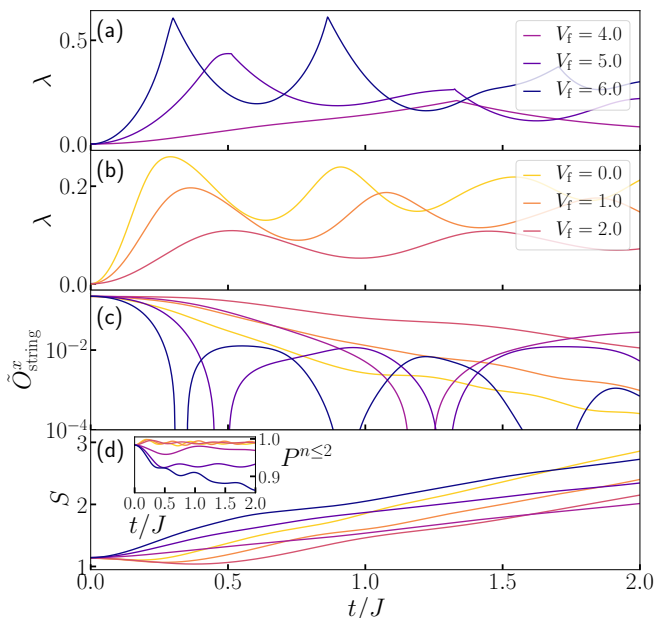 (a)
0.5
0.0
λ
V_f = 4.0
V_f = 5.0
V_f = 6.0
(b)
0.2
0.0
λ
V_f = 0.0
V_f = 1.0
V_f = 2.0
(c)
10^−2
10^−4
Õ^x_string
(d)
3
2
1
S
1.0
0.9
P^{n≤2}
0.0 0.5 1.0 1.5 2.0
t/J
0.0 0.5 1.0 1.5 2.0
t/J